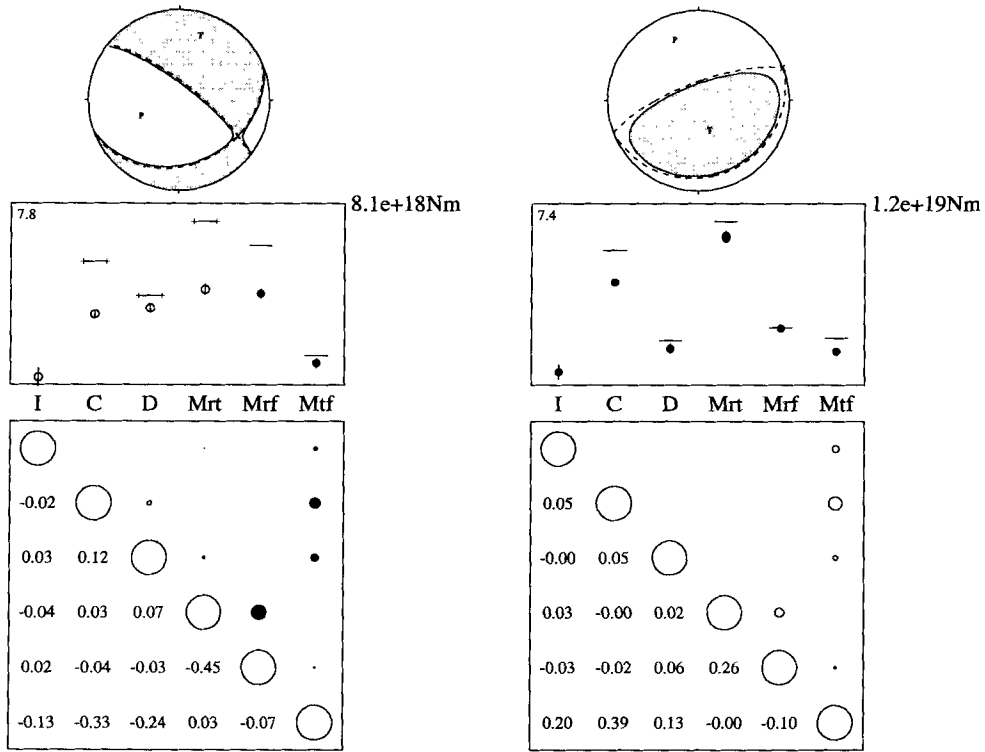 T
P
P
T
7.8
8.1e+18Nm
7.4
1.2e+19Nm
I C D Mrt Mrf Mtf
I C D Mrt Mrf Mtf
-0.02
0.03 0.12
-0.04 0.03 0.07
0.02 -0.04 -0.03 -0.45
-0.13 -0.33 -0.24 0.03 -0.07
0.05
-0.00 0.05
0.03 -0.00 0.02
-0.03 -0.02 0.06 0.26
0.20 0.39 0.13 -0.00 -0.10